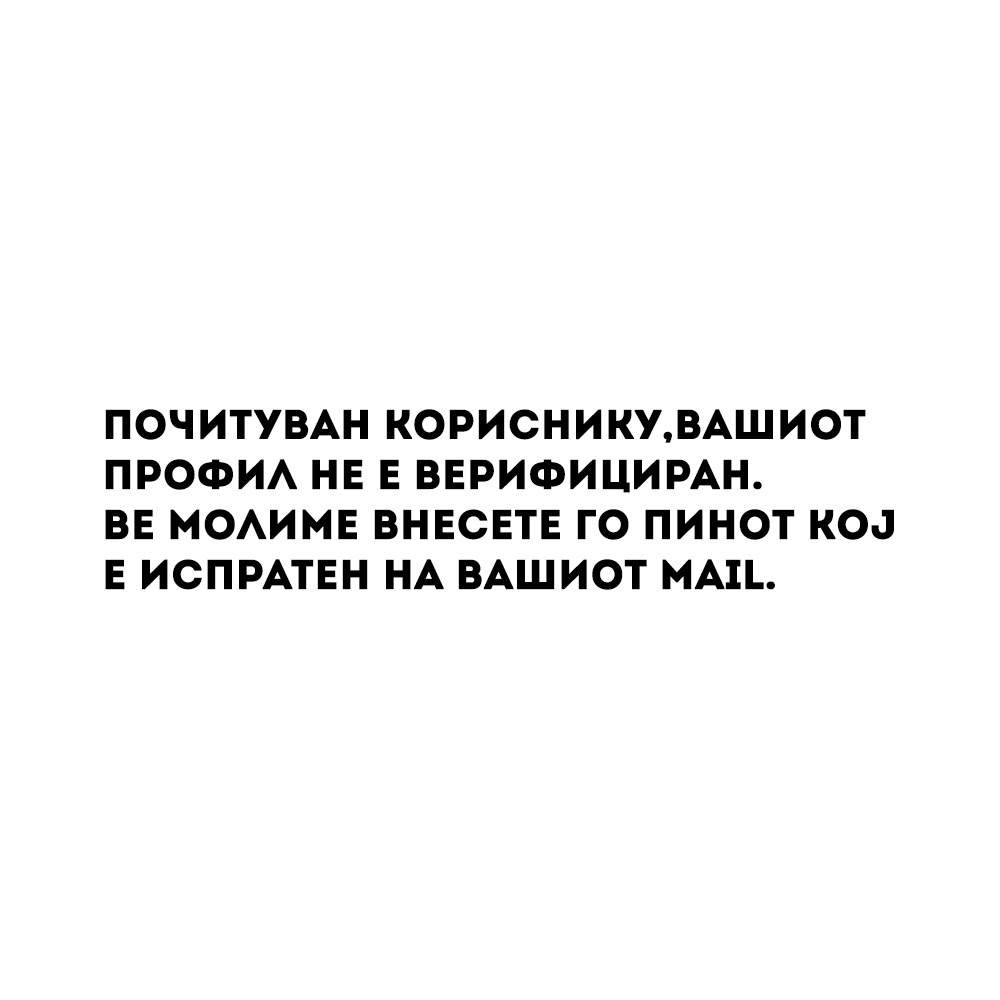 ПОЧИТУВАН КОРИСНИКУ,ВАШИОТ
ПРОФИЛ НЕ Е ВЕРИФИЦИРАН.
ВЕ МОЛИМЕ ВНЕСЕТЕ ГО ПИНОТ КОЈ
Е ИСПРАТЕН НА ВАШИОТ MAIL.